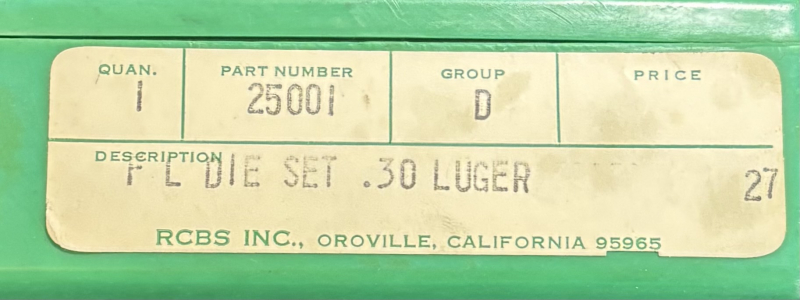 QUAN. PART NUMBER GROUP PRICE
1 25001 D
DESCRIPTION
F L DIE SET .30 LUGER 27
RCBS INC., OROVILLE, CALIFORNIA 95965